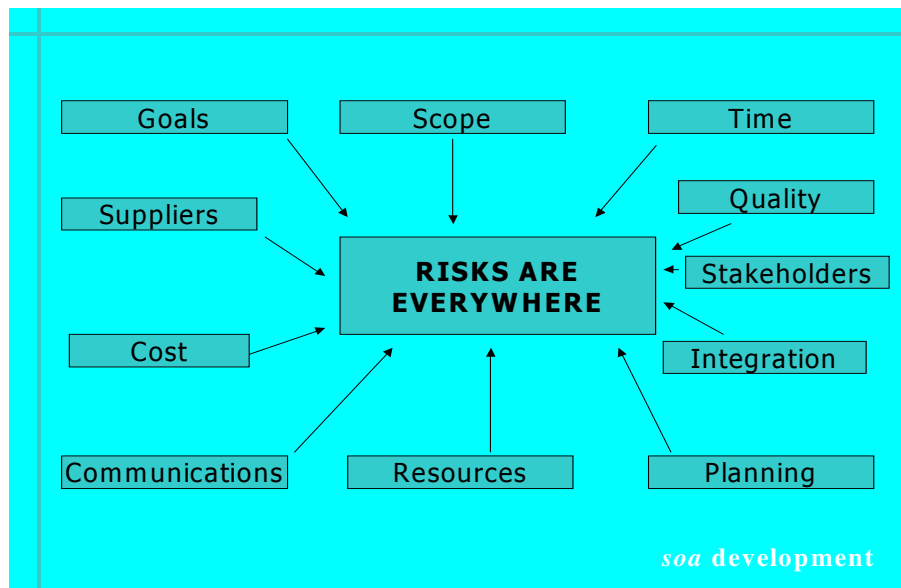 Goals
Scope
Time
Suppliers
Quality
RISKS ARE
EVERYWHERE
Stakeholders
Cost
Integration
Communications
Resources
Planning
soa development